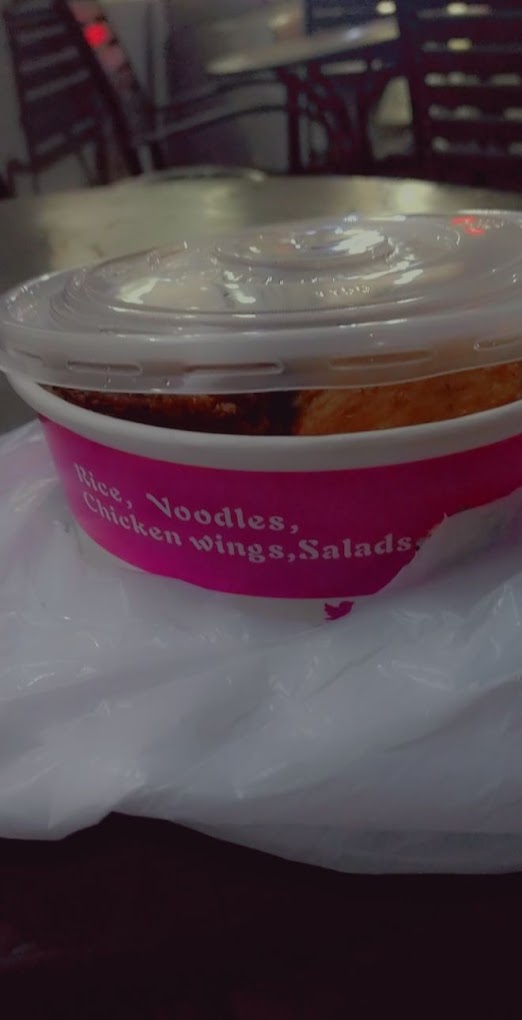 Rice, Noodles,
Chicken wings,Salads,